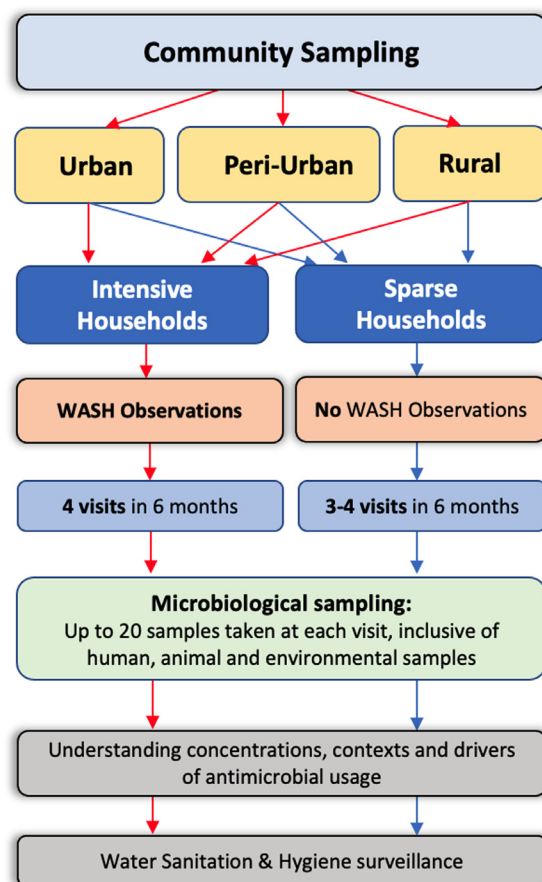 Community Sampling
Urban
Peri-Urban
Rural
Intensive
Households
Sparse
Households
WASH Observations
No WASH Observations
4 visits in 6 months
3-4 visits in 6 months
Microbiological sampling:
Up to 20 samples taken at each visit, inclusive of
human, animal and environmental samples
Understanding concentrations, contexts and drivers
of antimicrobial usage
Water Sanitation & Hygiene surveillance